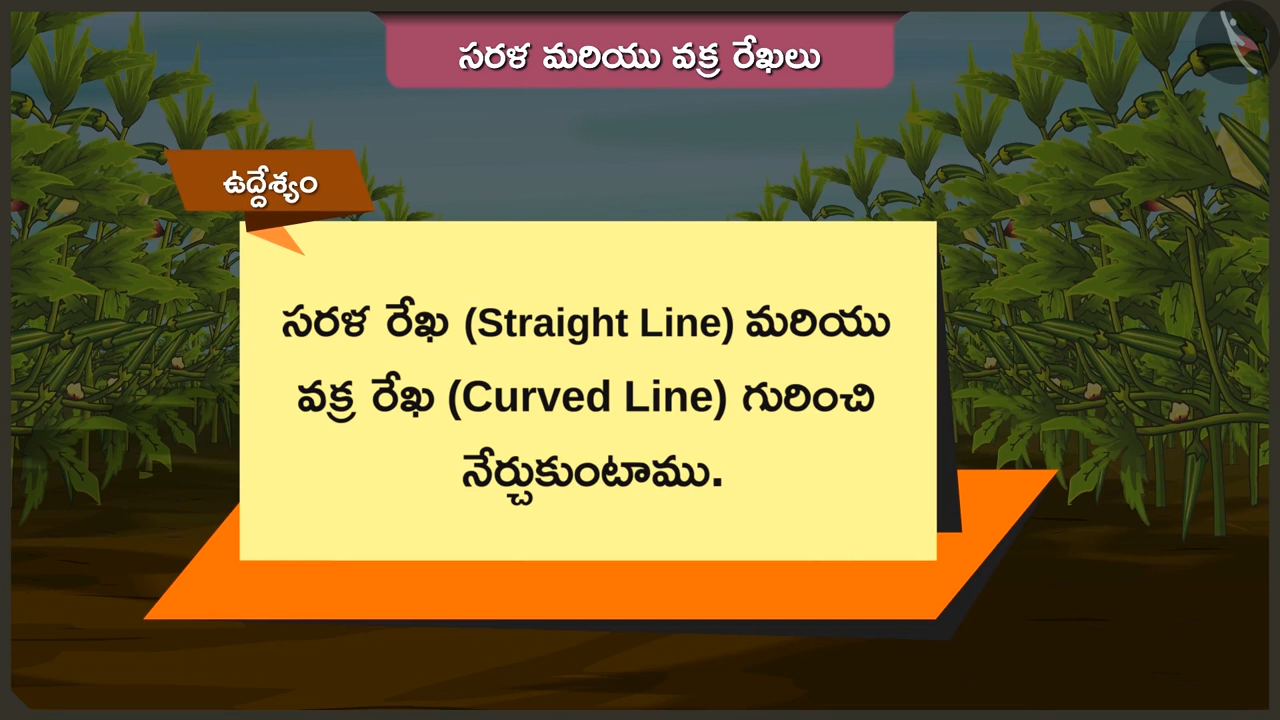 సరళ మరియు వక్ర రేఖలు
ఉద్దేశ్యం
సరళ రేఖ (Straight Line) మరియు
వక్ర రేఖ (Curved Line) గురించి
నేర్చుకుంటాము.